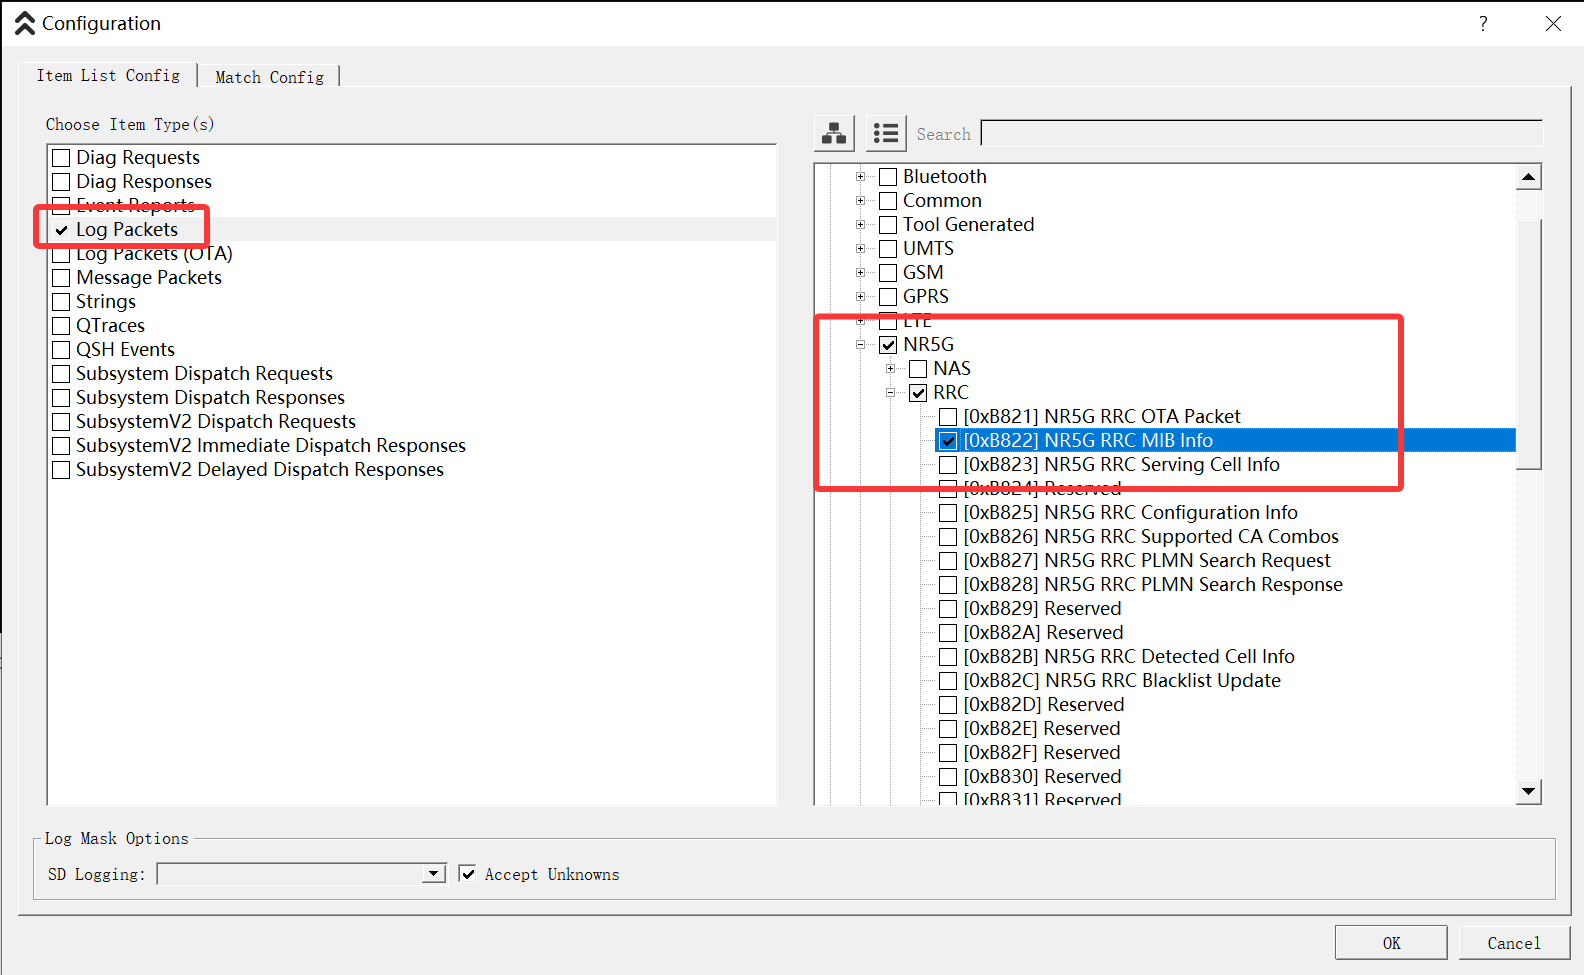 Configuration
?
Item List Config
Match Config
Choose Item Type(s)
Diag Requests
Diag Responses
Event Reports
Log Packets
Log Packets (OTA)
Message Packets
Strings
QTraces
QSH Events
Subsystem Dispatch Requests
Subsystem Dispatch Responses
SubsystemV2 Dispatch Requests
SubsystemV2 Immediate Dispatch Responses
SubsystemV2 Delayed Dispatch Responses
Search
Bluetooth
Common
Tool Generated
UMTS
GSM
GPRS
LTE
NR5G
NAS
RRC
[0xB821] NR5G RRC OTA Packet
[0xB822] NR5G RRC MIB Info
[0xB823] NR5G RRC Serving Cell Info
[0xB824] Reserved
[0xB825] NR5G RRC Configuration Info
[0xB826] NR5G RRC Supported CA Combos
[0xB827] NR5G RRC PLMN Search Request
[0xB828] NR5G RRC PLMN Search Response
[0xB829] Reserved
[0xB82A] Reserved
[0xB82B] NR5G RRC Detected Cell Info
[0xB82C] NR5G RRC Blacklist Update
[0xB82D] Reserved
[0xB82E] Reserved
[0xB82F] Reserved
[0xB830] Reserved
[0xB831] Reserved
Log Mask Options
SD Logging:
Accept Unknowns
OK
Cancel